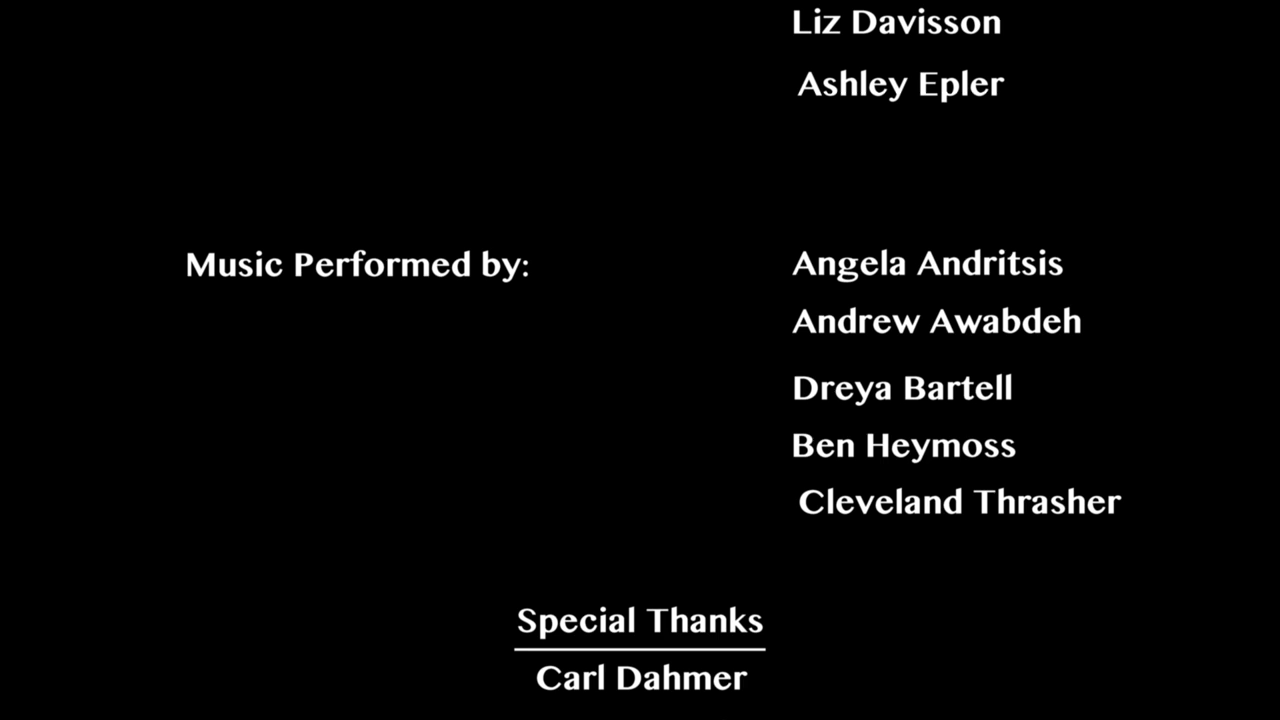 Liz Davisson
Ashley Epler
Music Performed by: Angela Andritsis
Andrew Awabdeh
Dreya Bartell
Ben Heymoss
Cleveland Thrasher
Special Thanks
Carl Dahmer